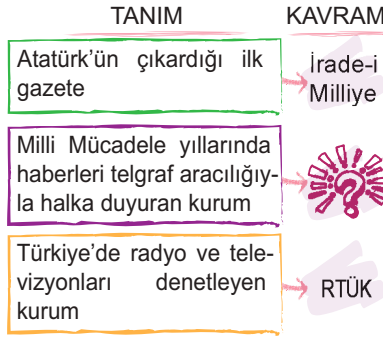 TANIM
KAVRAM
Atatürk'ün çıkardığı ilk
gazete
İrade-i
Milliye
Milli Mücadele yıllarında
haberleri telgraf aracılığıy-
la halka duyuran kurum
?
Türkiye'de radyo ve tele-
vizyonları denetleyen
kurum
RTÜK